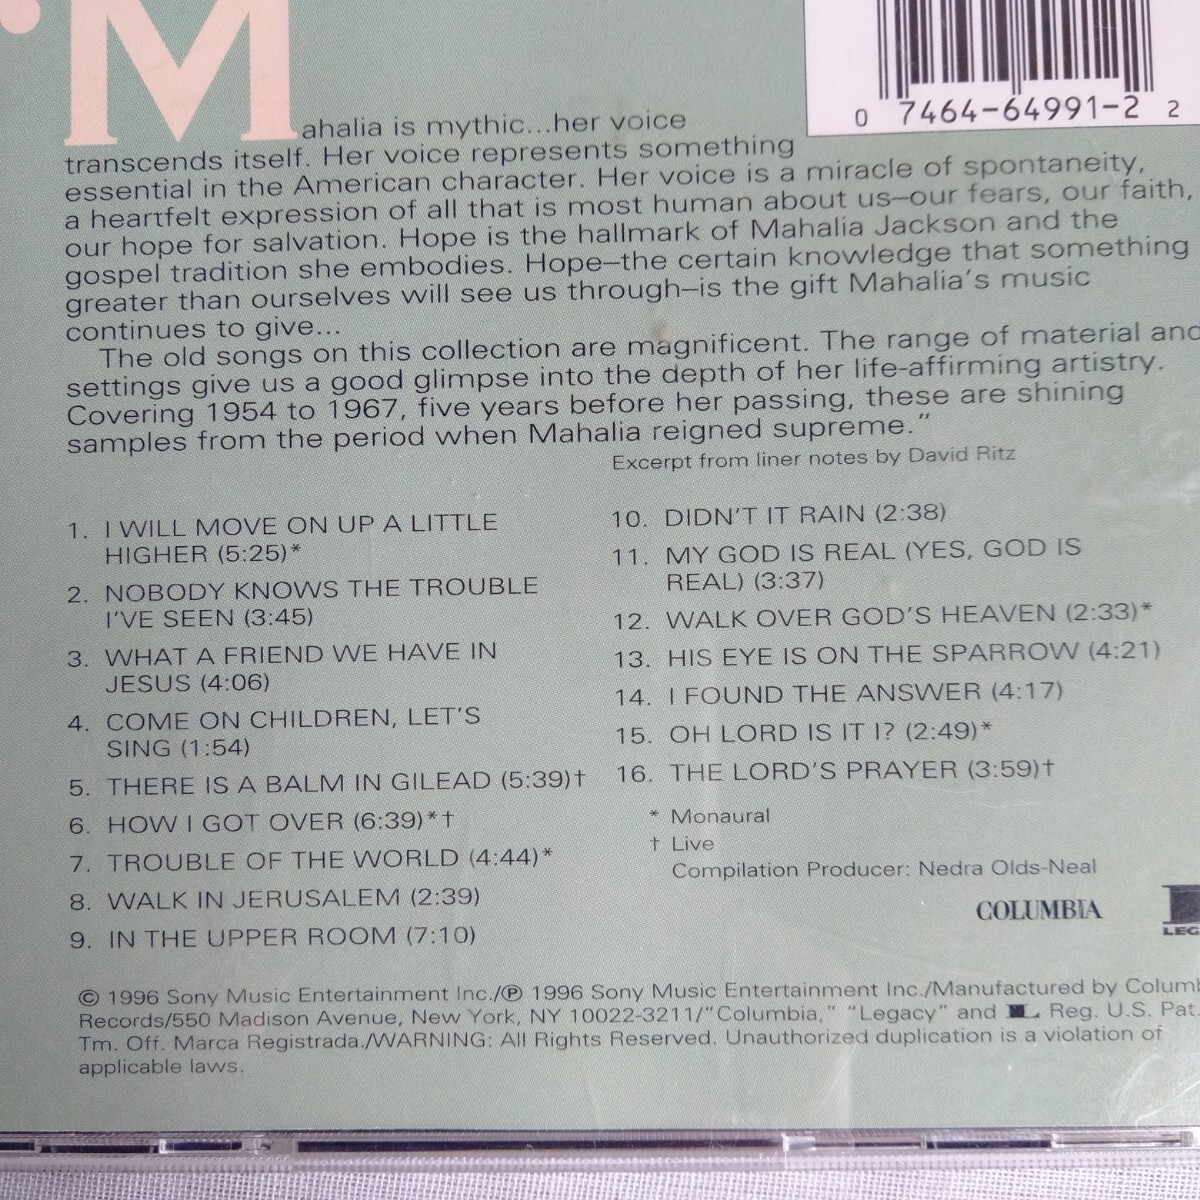 0 7464-64991-2 2
"Mahalia is mythic...her voice
transcends itself. Her voice represents something
essential in the American character. Her voice is a miracle of spontaneity,
a heartfelt expression of all that is most human about us—our fears, our faith,
our hope for salvation. Hope is the hallmark of Mahalia Jackson and the
gospel tradition she embodies. Hope—the certain knowledge that something
greater than ourselves will see us through—is the gift Mahalia's music
continues to give...
The old songs on this collection are magnificent. The range of material and
settings give us a good glimpse into the depth of her life-affirming artistry.
Covering 1954 to 1967, five years before her passing, these are shining
samples from the period when Mahalia reigned supreme."
Excerpt from liner notes by David Ritz
1. I WILL MOVE ON UP A LITTLE
HIGHER (5:25)*
2. NOBODY KNOWS THE TROUBLE
I'VE SEEN (3:45)
3. WHAT A FRIEND WE HAVE IN
JESUS (4:06)
4. COME ON CHILDREN, LET'S
SING (1:54)
5. THERE IS A BALM IN GILEAD (5:39)†
6. HOW I GOT OVER (6:39)*†
7. TROUBLE OF THE WORLD (4:44)*
8. WALK IN JERUSALEM (2:39)
9. IN THE UPPER ROOM (7:10)
10. DIDN'T IT RAIN (2:38)
11. MY GOD IS REAL (YES, GOD IS
REAL) (3:37)
12. WALK OVER GOD'S HEAVEN (2:33)*
13. HIS EYE IS ON THE SPARROW (4:21)
14. I FOUND THE ANSWER (4:17)
15. OH LORD IS IT I? (2:49)*
16. THE LORD'S PRAYER (3:59)†
* Monaural
† Live
Compilation Producer: Nedra Olds-Neal
COLUMBIA
LEG
© 1996 Sony Music Entertainment Inc./℗ 1996 Sony Music Entertainment Inc./Manufactured by Columb
Records/550 Madison Avenue, New York, NY 10022-3211/"Columbia," "Legacy" and L Reg. U.S. Pat.
Tm. Off. Marca Registrada./WARNING: All Rights Reserved. Unauthorized duplication is a violation of
applicable laws.